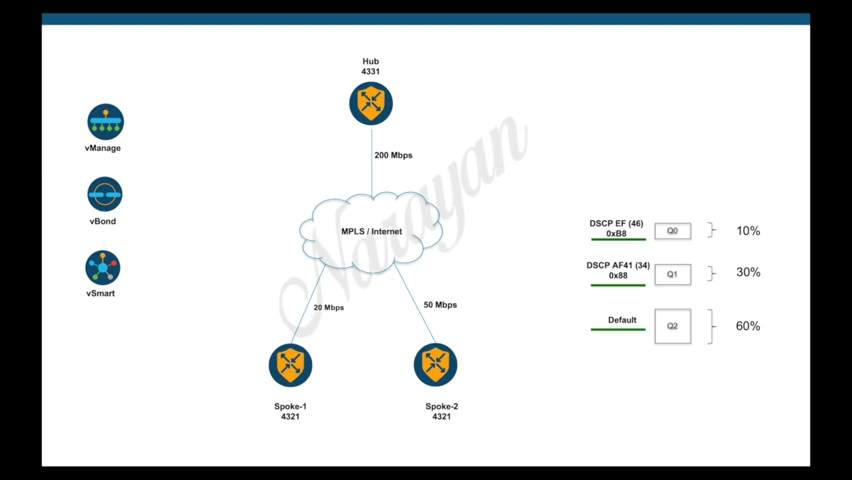 Hub
4331
vManage
200 Mbps
vBond
MPLS / Internet
vSmart
20 Mbps
50 Mbps
Spoke-1
4321
Spoke-2
4321
DSCP EF (46)
0xB8
Q0
10%
DSCP AF41 (34)
0x88
Q1
30%
Default
Q2
60%
Narayan